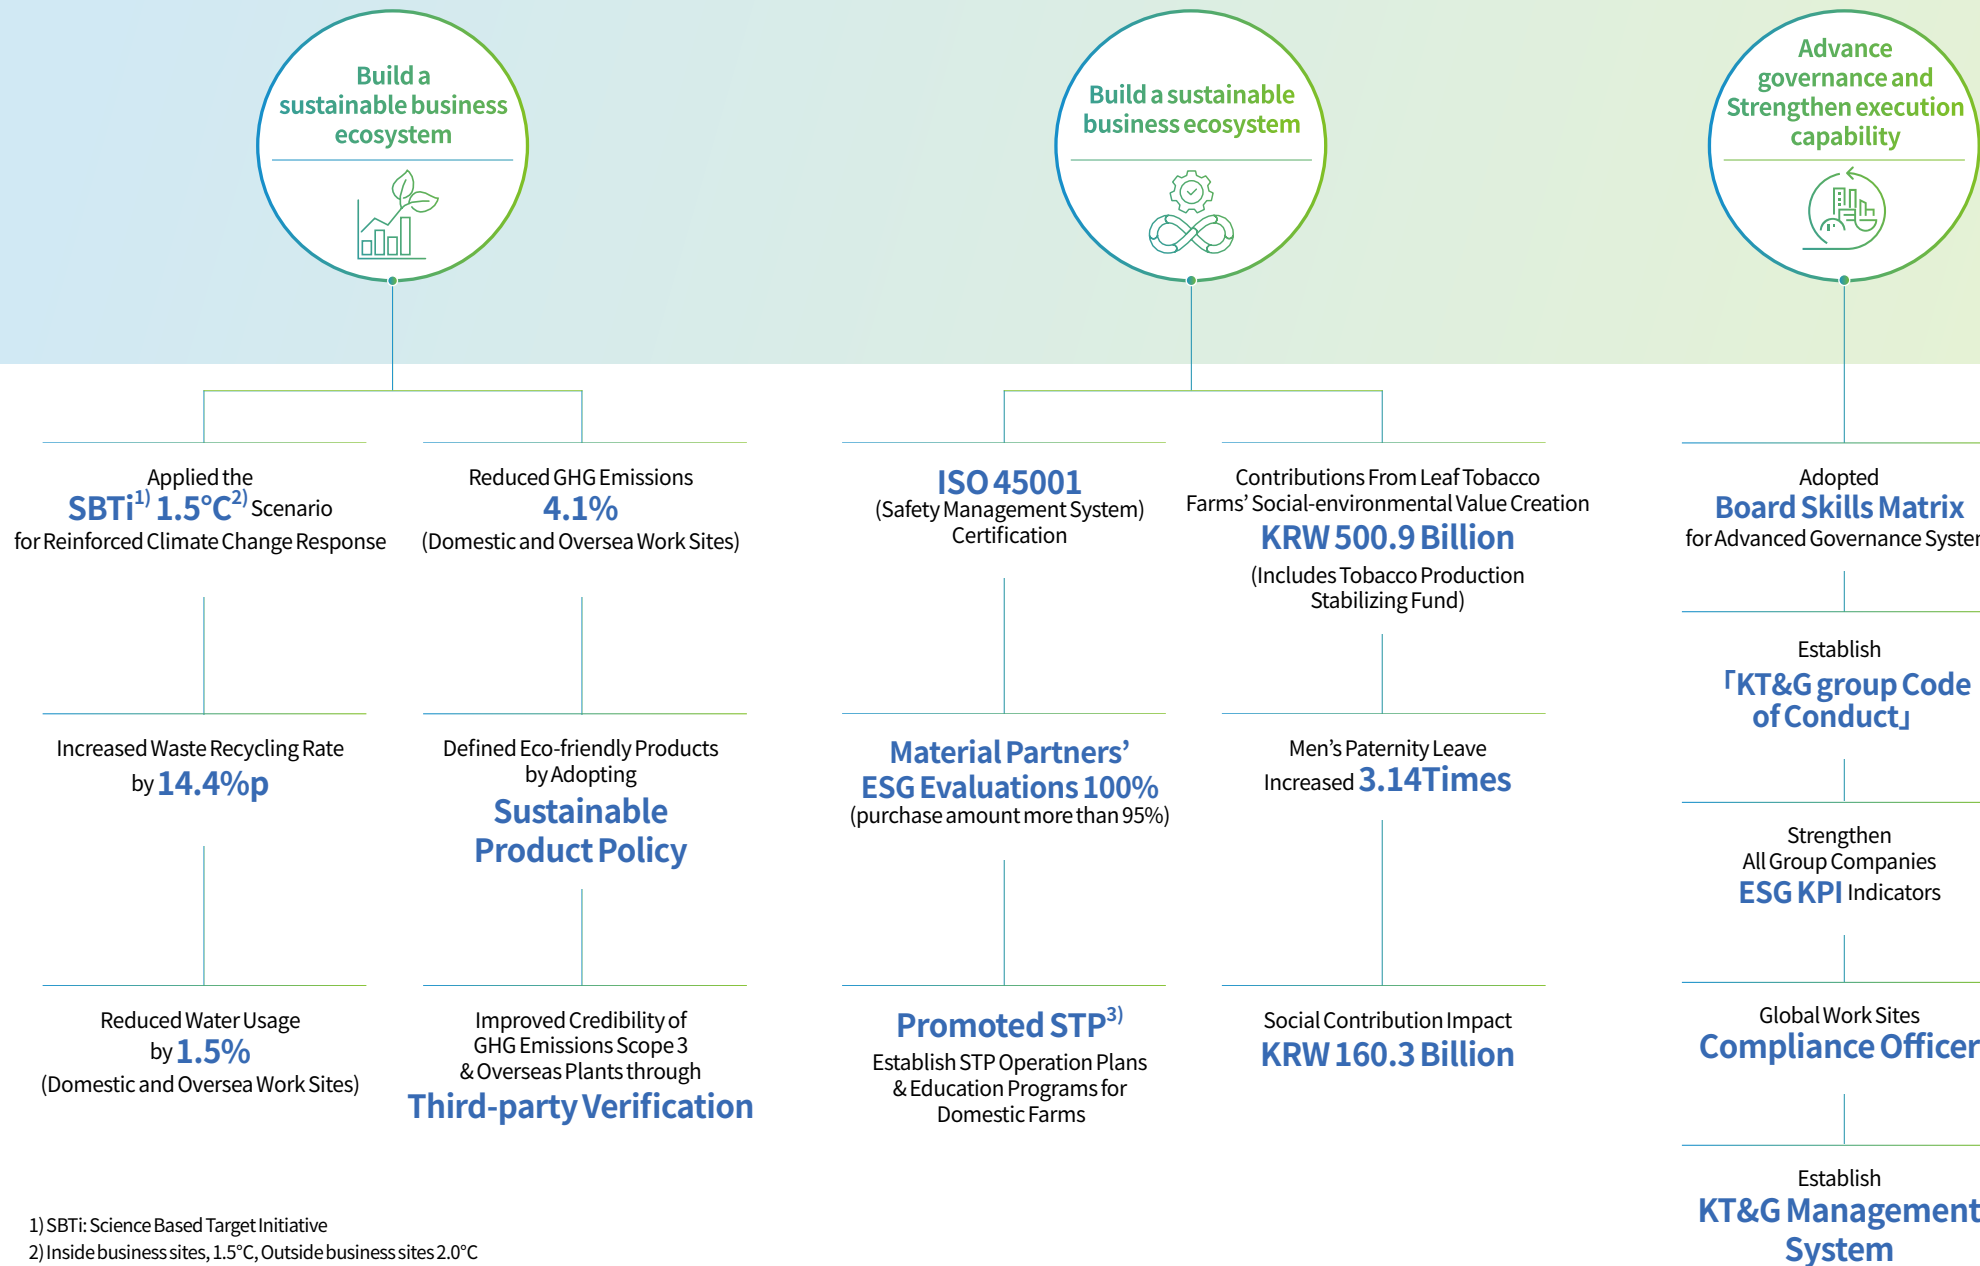 Build a
sustainable business
ecosystem
Applied the
SBTi1) 1.5°C2) Scenario
for Reinforced Climate Change Response
Reduced GHG Emissions
4.1%
(Domestic and Oversea Work Sites)
Increased Waste Recycling Rate
by 14.4%p
Defined Eco-friendly Products
by Adopting
Sustainable
Product Policy
Reduced Water Usage
by 1.5%
(Domestic and Oversea Work Sites)
Improved Credibility of
GHG Emissions Scope 3
& Overseas Plants through
Third-party Verification
Build a sustainable
business ecosystem
ISO 45001
(Safety Management System)
Certification
Contributions From Leaf Tobacco
Farms’ Social-environmental Value Creation
KRW 500.9 Billion
(Includes Tobacco Production
Stabilizing Fund)
Material Partners’
ESG Evaluations 100%
(purchase amount more than 95%)
Men’s Paternity Leave
Increased 3.14Times
Promoted STP3)
Establish STP Operation Plans
& Education Programs for
Domestic Farms
Social Contribution Impact
KRW 160.3 Billion
Advance
governance and
Strengthen execution
capability
Adopted
Board Skills Matrix
for Advanced Governance System
Establish
「KT&G group Code
of Conduct」
Strengthen
All Group Companies
ESG KPI Indicators
Global Work Sites
Compliance Officer
Establish
KT&G Management
System
1) SBTi: Science Based Target Initiative
2) Inside business sites, 1.5°C, Outside business sites 2.0°C